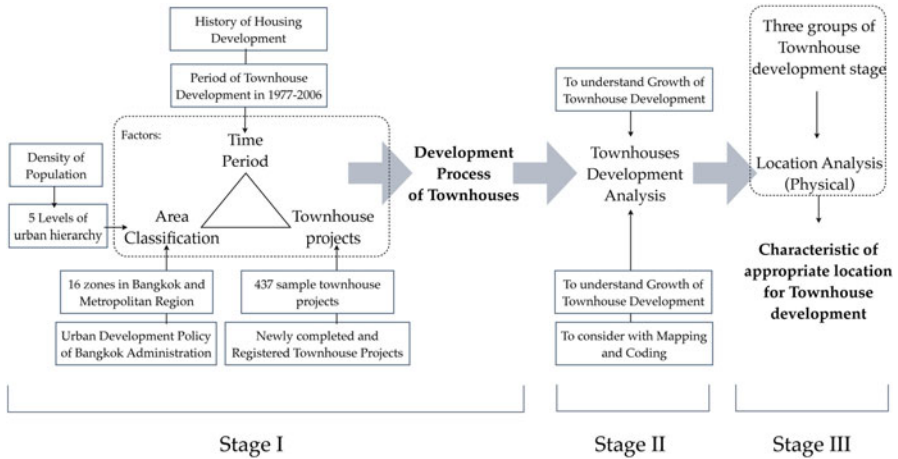 History of Housing
Development
Period of Townhouse
Development in 1977-2006
Factors:
Time
Period
Density of
Population
5 Levels of
urban hierarchy
Area
Classification
Townhouse
projects
16 zones in Bangkok and
Metropolitan Region
Urban Development Policy
of Bangkok Administration
437 sample townhouse
projects
Newly completed and
Registered Townhouse Projects
Development
Process
of Townhouses
To understand Growth of
Townhouse Development
Townhouses
Development
Analysis
To understand Growth of
Townhouse Development
To consider with Mapping
and Coding
Three groups of
Townhouse
development stage
Location Analysis
(Physical)
Characteristic of
appropriate location
for Townhouse
development
Stage I
Stage II
Stage III